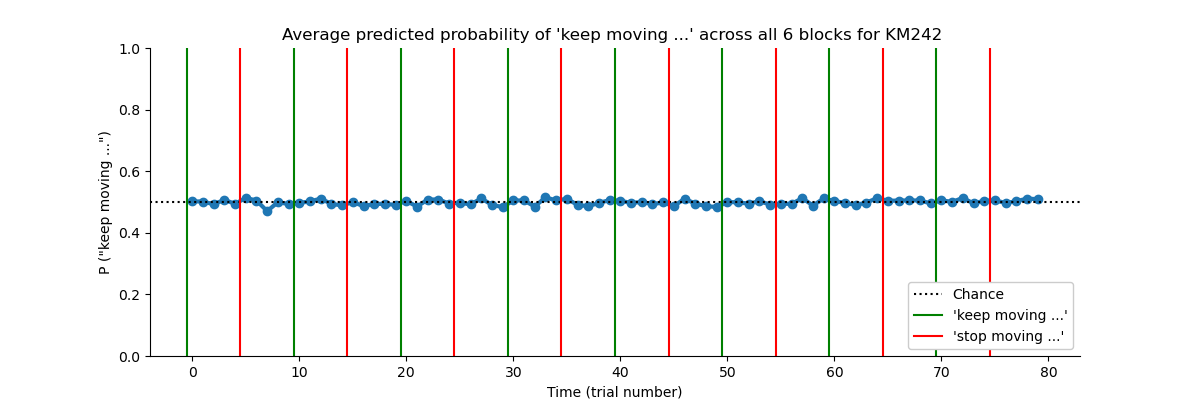 Average predicted probability of 'keep moving ...' across all 6 blocks for KM242
P ("keep moving ...")
1.0
0.8
0.6
0.4
0.2
0.0
Chance
'keep moving ...'
'stop moving ...'
0 10 20 30 40 50 60 70 80
Time (trial number)